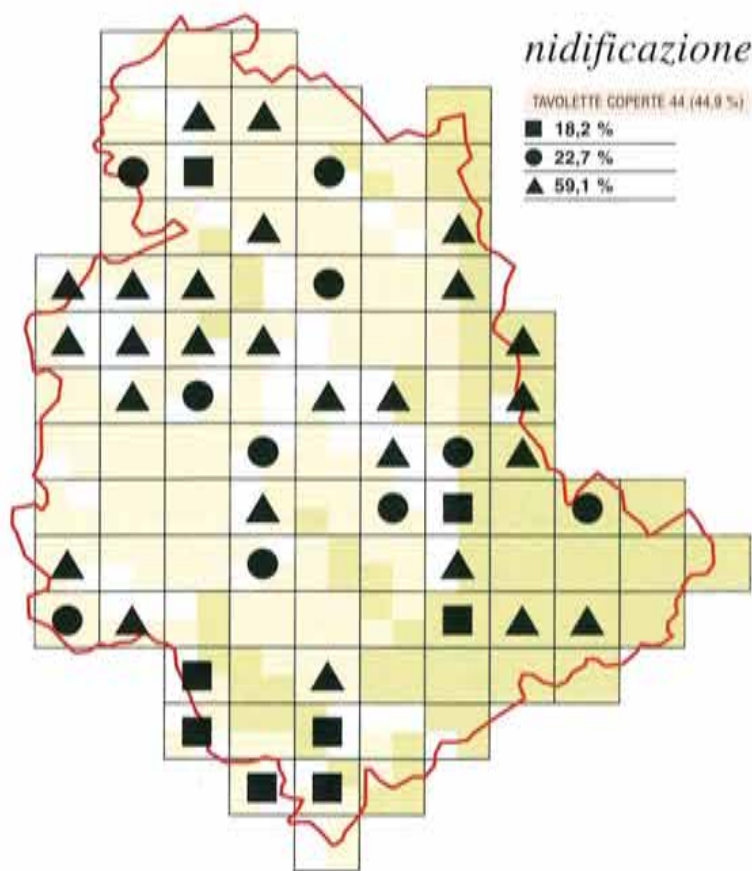 nidificazione
TAVOLETTE COPERTE 44 (44,9 %)
■ 18,2 %
● 22,7 %
▲ 59,1 %